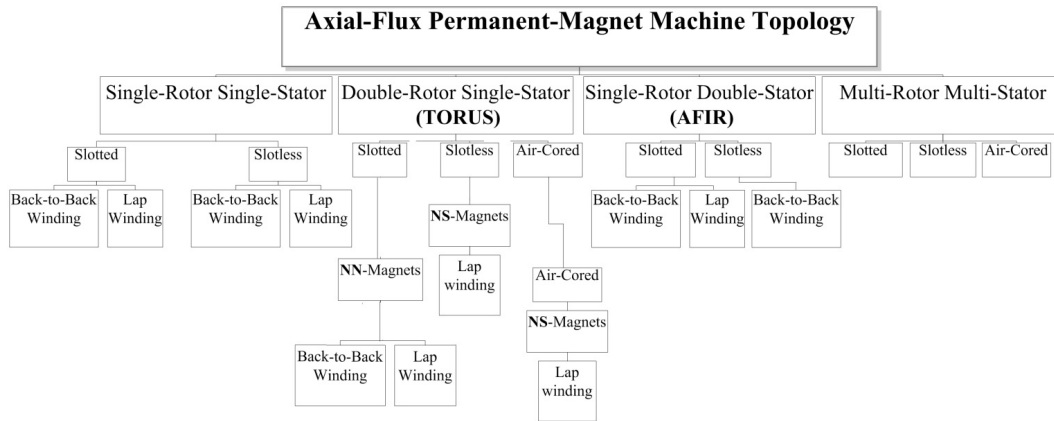 Axial-Flux Permanent-Magnet Machine Topology
Single-Rotor Single-Stator
Double-Rotor Single-Stator
(TORUS)
Single-Rotor Double-Stator
(AFIR)
Multi-Rotor Multi-Stator
Slotted
Slotless
Slotted
Slotless
Air-Cored
Slotted
Slotless
Slotted
Slotless
Air-Cored
Back-to-Back
Winding
Lap
Winding
Back-to-Back
Winding
Lap
Winding
NS-Magnets
Back-to-Back
Winding
Lap
Winding
Back-to-Back
Winding
NN-Magnets
Lap
winding
Air-Cored
NS-Magnets
Back-to-Back
Winding
Lap
Winding
Lap
winding